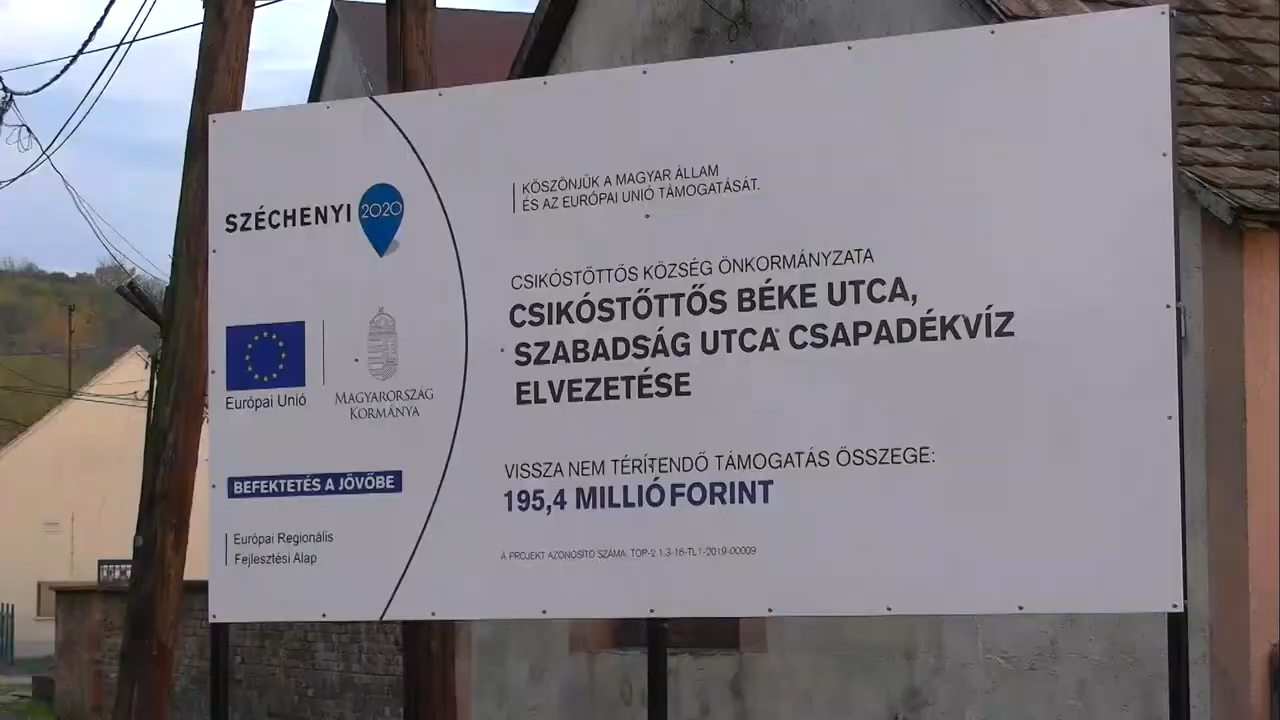 SZÉCHENYI 2020
Európai Unió
MAGYARORSZÁG
KORMÁNYA
BEFEKTETÉS A JÖVŐBE
Európai Regionális
Fejlesztési Alap
KÖSZÖNJÜK A MAGYAR ÁLLAM
ÉS AZ EURÓPAI UNIÓ TÁMOGATÁSÁT.
CSIKÓSTŐTTŐS KÖZSÉG ÖNKORMÁNYZATA
CSIKÓSTŐTTŐS BÉKE UTCA,
SZABADSÁG UTCA CSAPADÉKVÍZ
ELVEZETÉSE
VISSZA NEM TÉRÍTENDŐ TÁMOGATÁS ÖSSZEGE:
195,4 MILLIÓ FORINT
A PROJEKT AZONOSÍTÓ SZÁMA: TOP-2.1.3-16-TL1-2019-00009